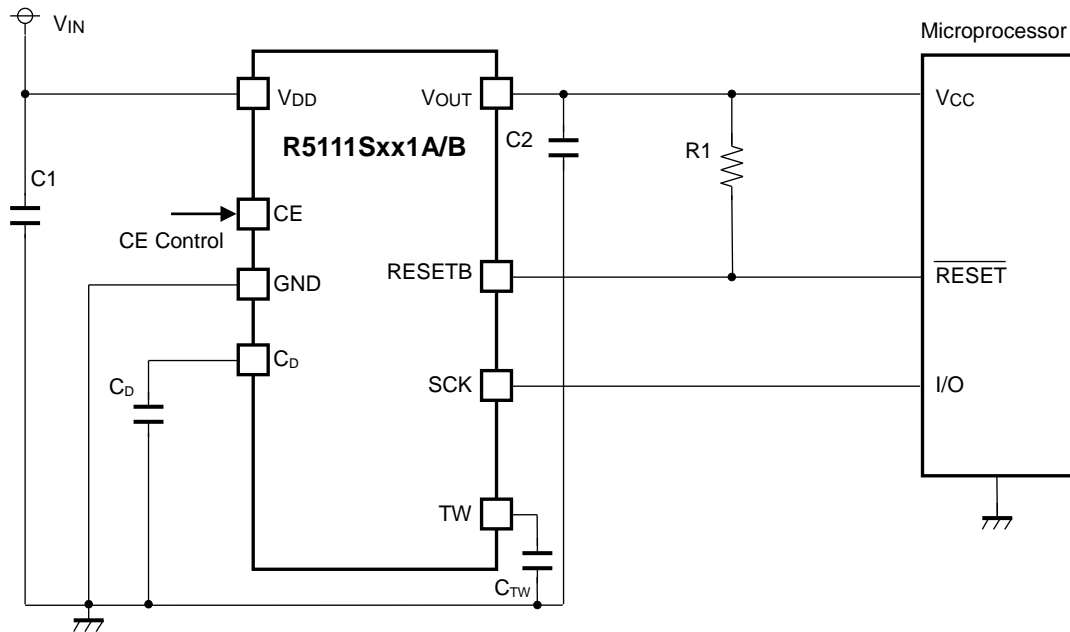 VIN
Microprocessor
VDD
VOUT
VCC
R5111Sxx1A/B
C2
R1
C1
CE
CE Control
RESETB
RESET
GND
CD
CD
SCK
I/O
TW
CTW